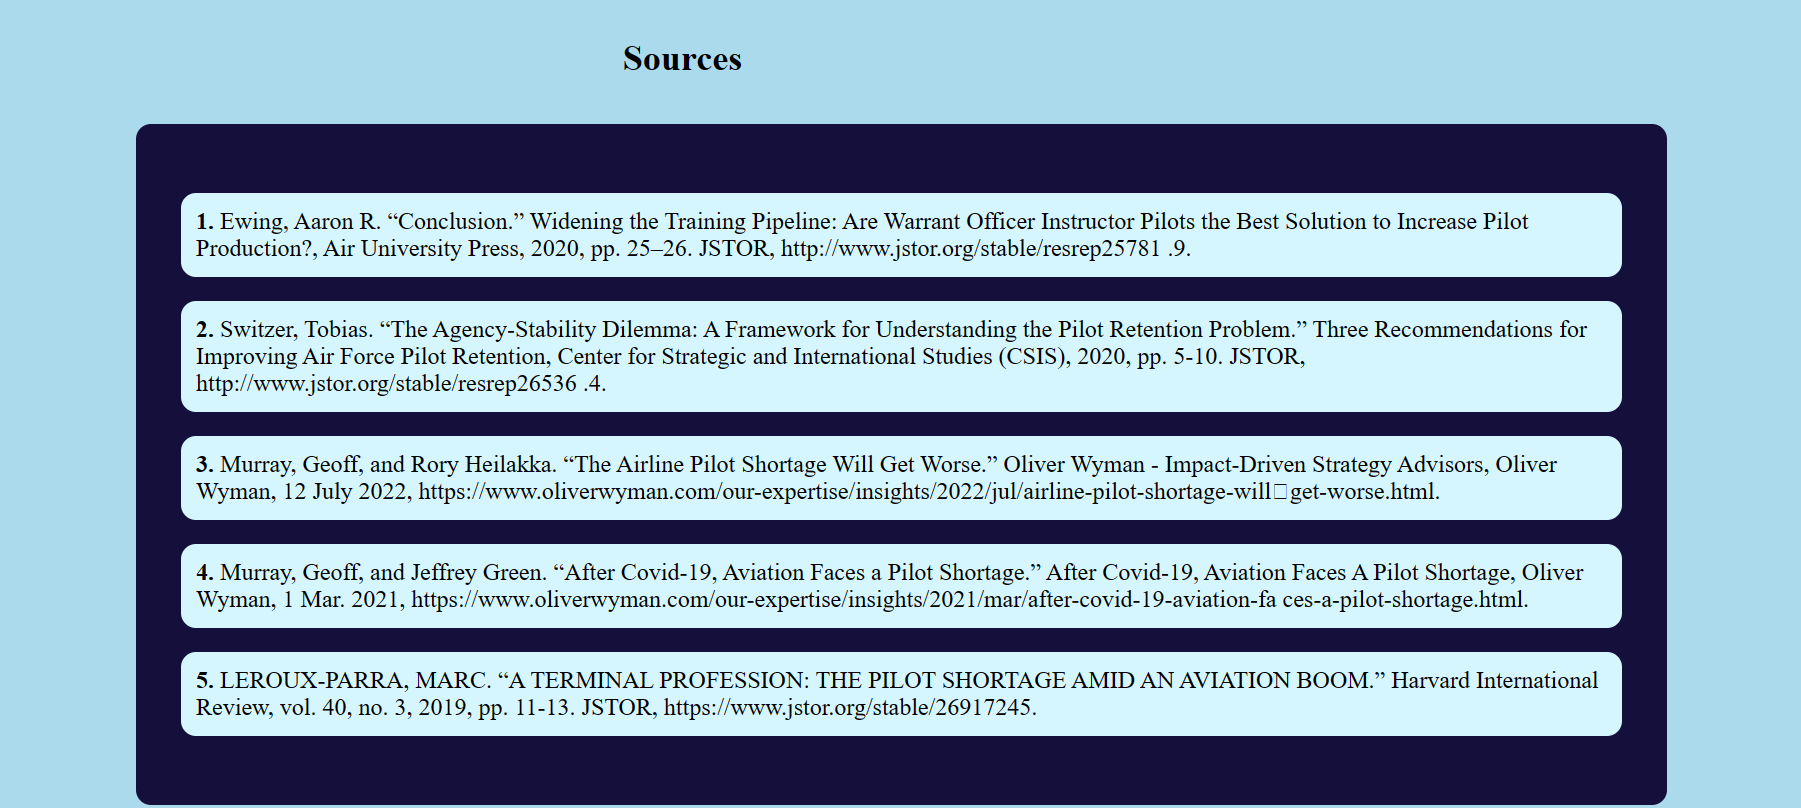 Sources
1. Ewing, Aaron R. “Conclusion.” Widening the Training Pipeline: Are Warrant Officer Instructor Pilots the Best Solution to Increase Pilot
Production?, Air University Press, 2020, pp. 25–26. JSTOR, http://www.jstor.org/stable/resrep25781 .9.
2. Switzer, Tobias. “The Agency-Stability Dilemma: A Framework for Understanding the Pilot Retention Problem.” Three Recommendations for
Improving Air Force Pilot Retention, Center for Strategic and International Studies (CSIS), 2020, pp. 5-10. JSTOR,
http://www.jstor.org/stable/resrep26536 .4.
3. Murray, Geoff, and Rory Heilakka. “The Airline Pilot Shortage Will Get Worse.” Oliver Wyman - Impact-Driven Strategy Advisors, Oliver
Wyman, 12 July 2022, https://www.oliverwyman.com/our-expertise/insights/2022/jul/airline-pilot-shortage-will□get-worse.html.
4. Murray, Geoff, and Jeffrey Green. “After Covid-19, Aviation Faces a Pilot Shortage.” After Covid-19, Aviation Faces A Pilot Shortage, Oliver
Wyman, 1 Mar. 2021, https://www.oliverwyman.com/our-expertise/insights/2021/mar/after-covid-19-aviation-fa ces-a-pilot-shortage.html.
5. LEROUX-PARRA, MARC. “A TERMINAL PROFESSION: THE PILOT SHORTAGE AMID AN AVIATION BOOM.” Harvard International
Review, vol. 40, no. 3, 2019, pp. 11-13. JSTOR, https://www.jstor.org/stable/26917245.